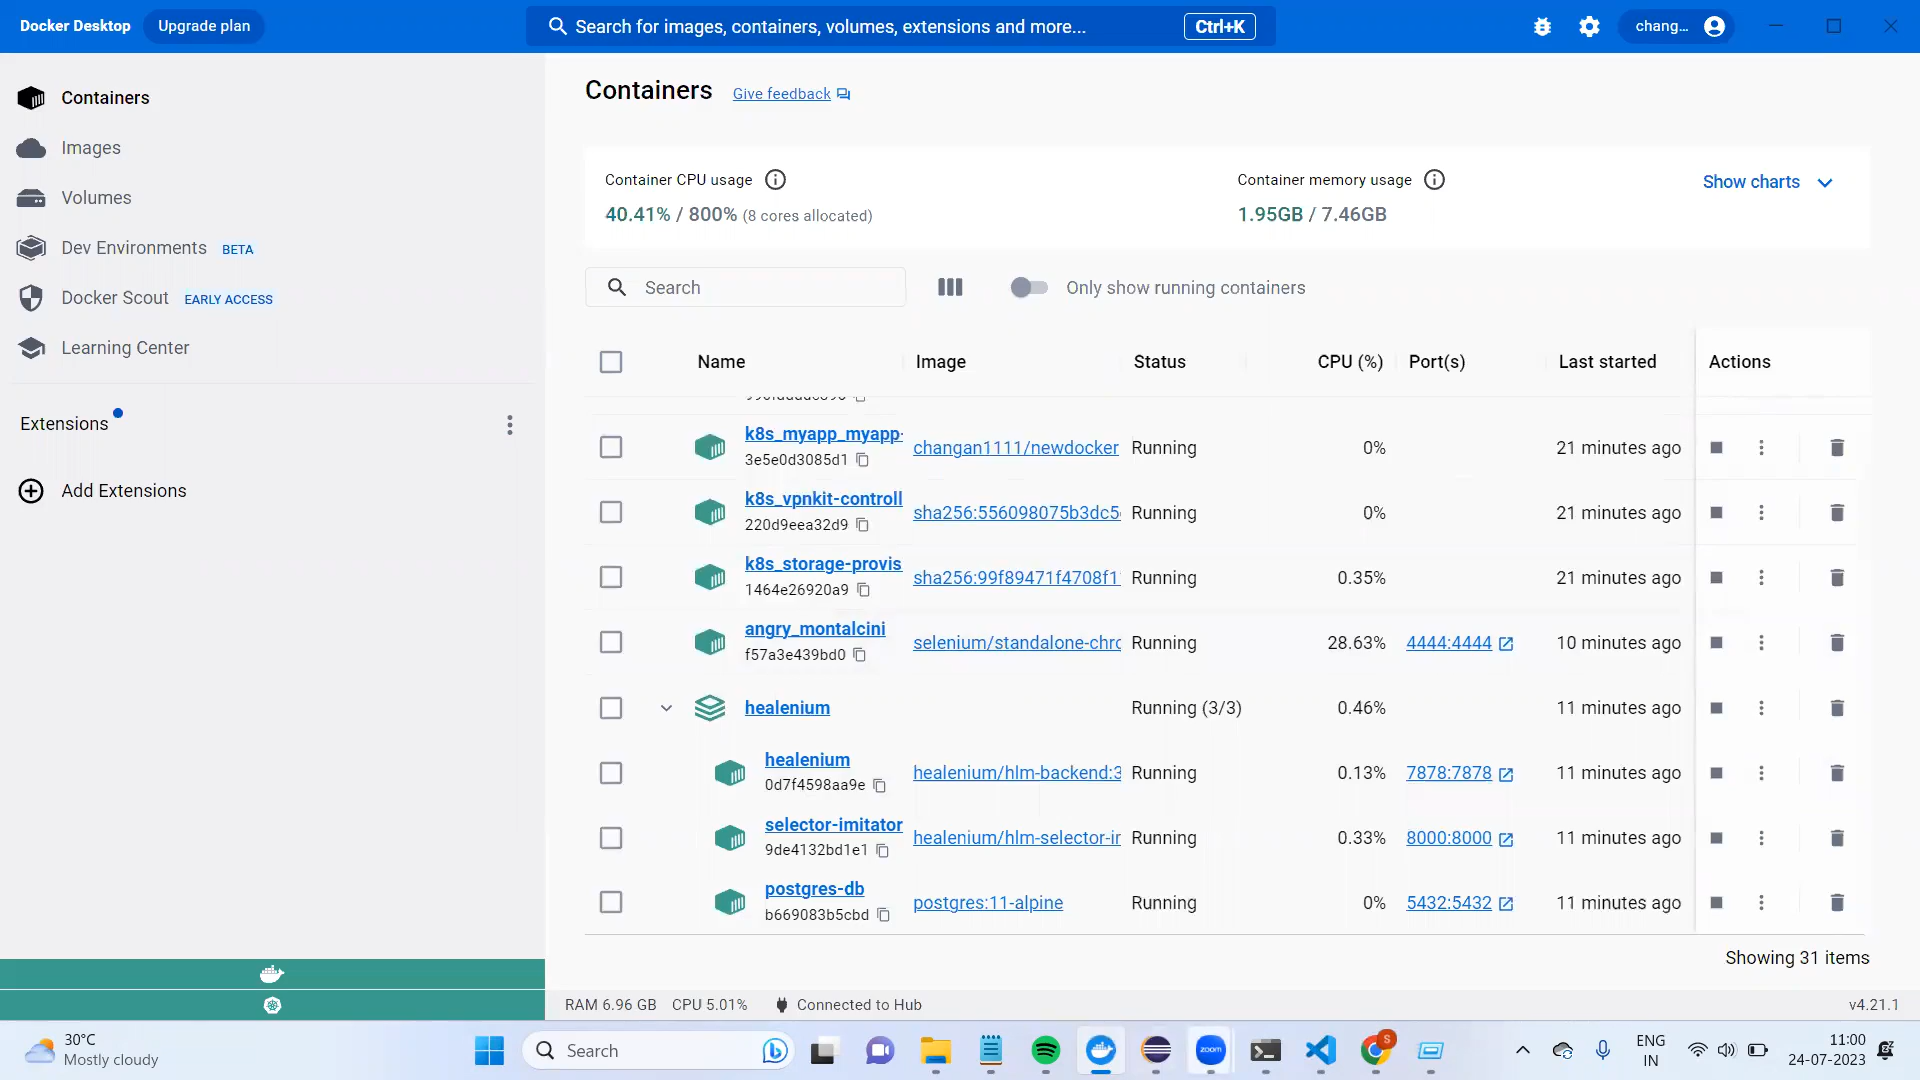 Docker Desktop Upgrade plan Search for images, containers, volumes, extensions and more... Ctrl+K chang...
Containers
Images
Volumes
Dev Environments BETA
Docker Scout EARLY ACCESS
Learning Center
Extensions
Add Extensions
Containers Give feedback
Container CPU usage
40.41% / 800% (8 cores allocated)
Container memory usage
1.95GB / 7.46GB
Show charts
Search
Only show running containers
Name Image Status CPU (%) Port(s) Last started Actions
k8s_myapp_myapp-
3e5e0d3085d1
changan1111/newdocker Running 0% 21 minutes ago
k8s_vpnkit-controll
220d9eea32d9
sha256:556098075b3dc5 Running 0% 21 minutes ago
k8s_storage-provis
1464e26920a9
sha256:99f89471f4708f1 Running 0.35% 21 minutes ago
angry_montalcini
f57a3e439bd0
selenium/standalone-chro Running 28.63% 4444:4444 10 minutes ago
healenium Running (3/3) 0.46% 11 minutes ago
healenium
0d7f4598aa9e
healenium/hlm-backend:3 Running 0.13% 7878:7878 11 minutes ago
selector-imitator
9de4132bd1e1
healenium/hlm-selector-ir Running 0.33% 8000:8000 11 minutes ago
postgres-db
b669083b5cbd
postgres:11-alpine Running 0% 5432:5432 11 minutes ago
Showing 31 items
RAM 6.96 GB CPU 5.01% Connected to Hub v4.21.1
30°C
Mostly cloudy
Search
zoom
S
ENG
IN
11:00
24-07-2023